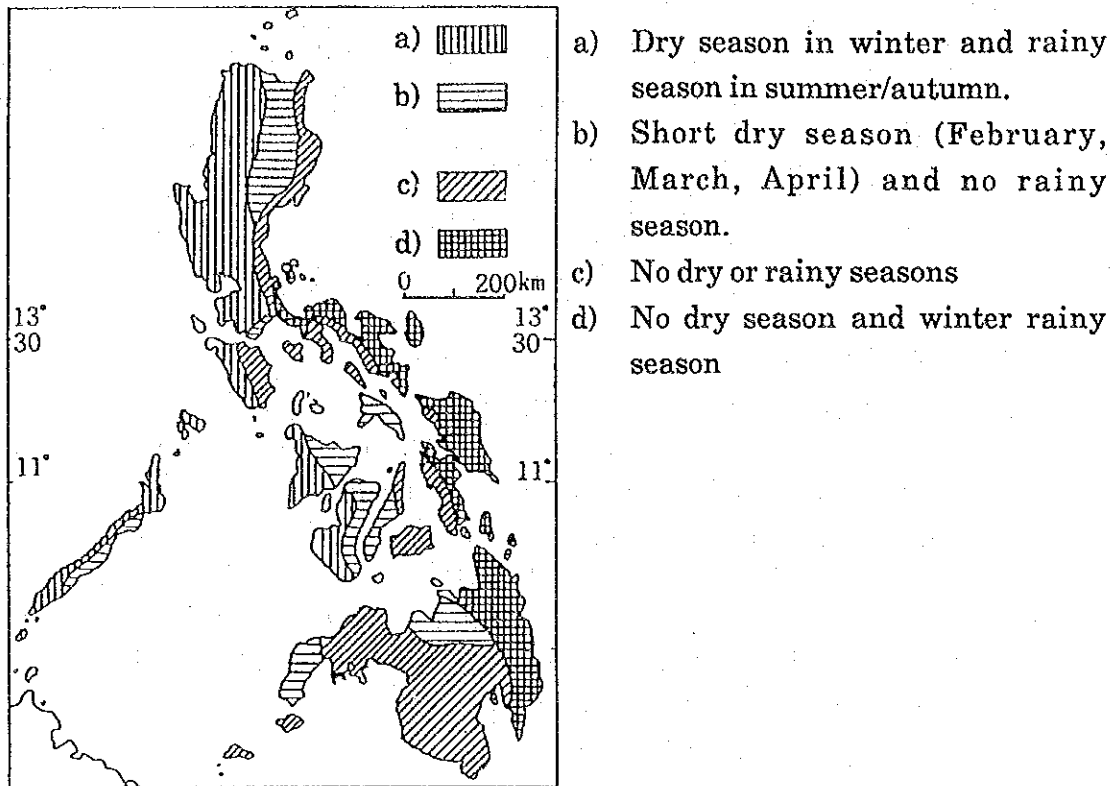 a)
b)
c)
d)
0 200km
13°
30
13°
30
11°
11°
a) Dry season in winter and rainy
season in summer/autumn.
b) Short dry season (February,
March, April) and no rainy
season.
c) No dry or rainy seasons
d) No dry season and winter rainy
season